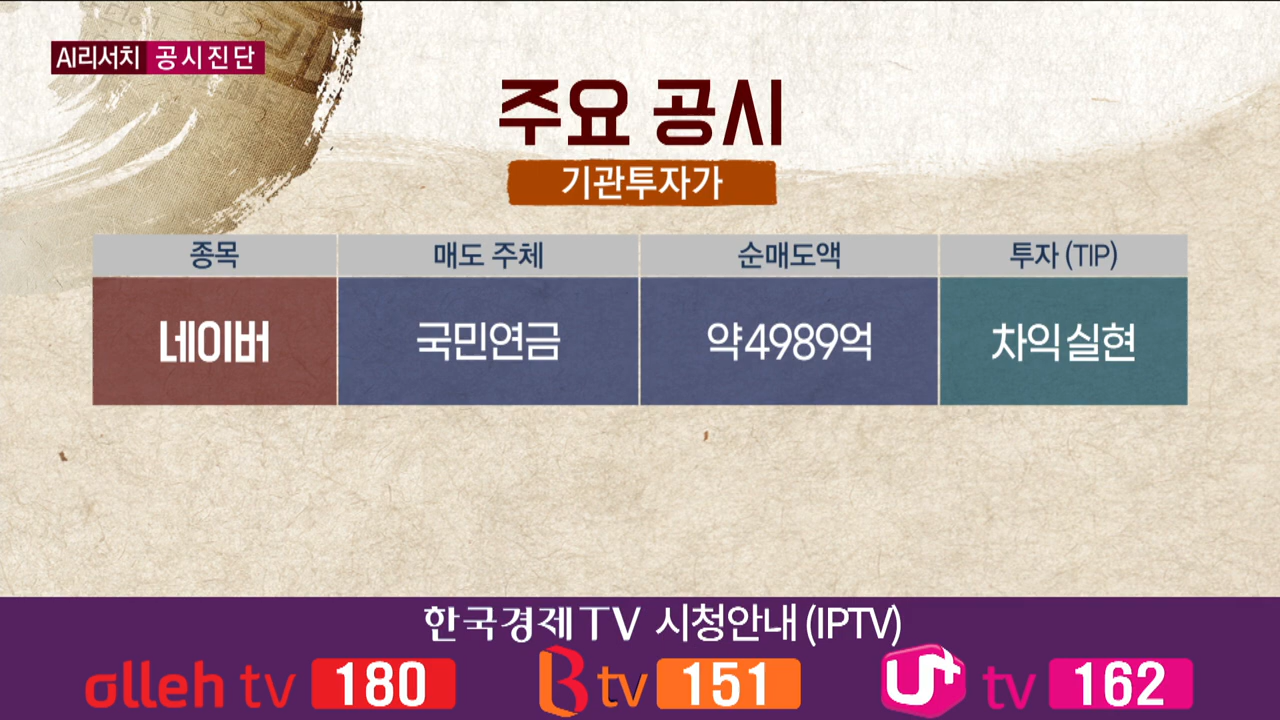 AI리서치 공시진단
주요 공시
기관투자가
종목 매도 주체 순매도액 투자 (TIP)
네이버 국민연금 약 4989억 차익 실현
한국경제TV 시청안내 (IPTV)
olleh tv 180 B tv 151 U+ tv 162